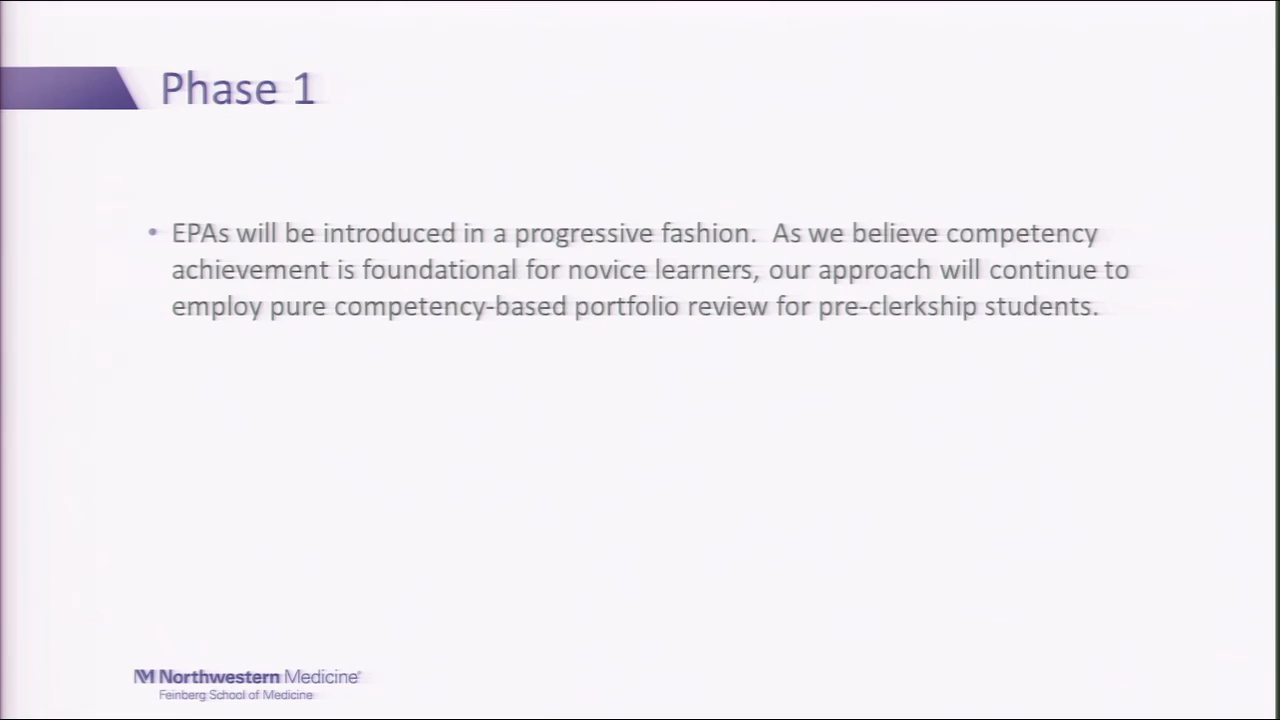 Phase 1
• EPAs will be introduced in a progressive fashion.  As we believe competency
achievement is foundational for novice learners, our approach will continue to
employ pure competency-based portfolio review for pre-clerkship students.
NM Northwestern Medicine®
Feinberg School of Medicine